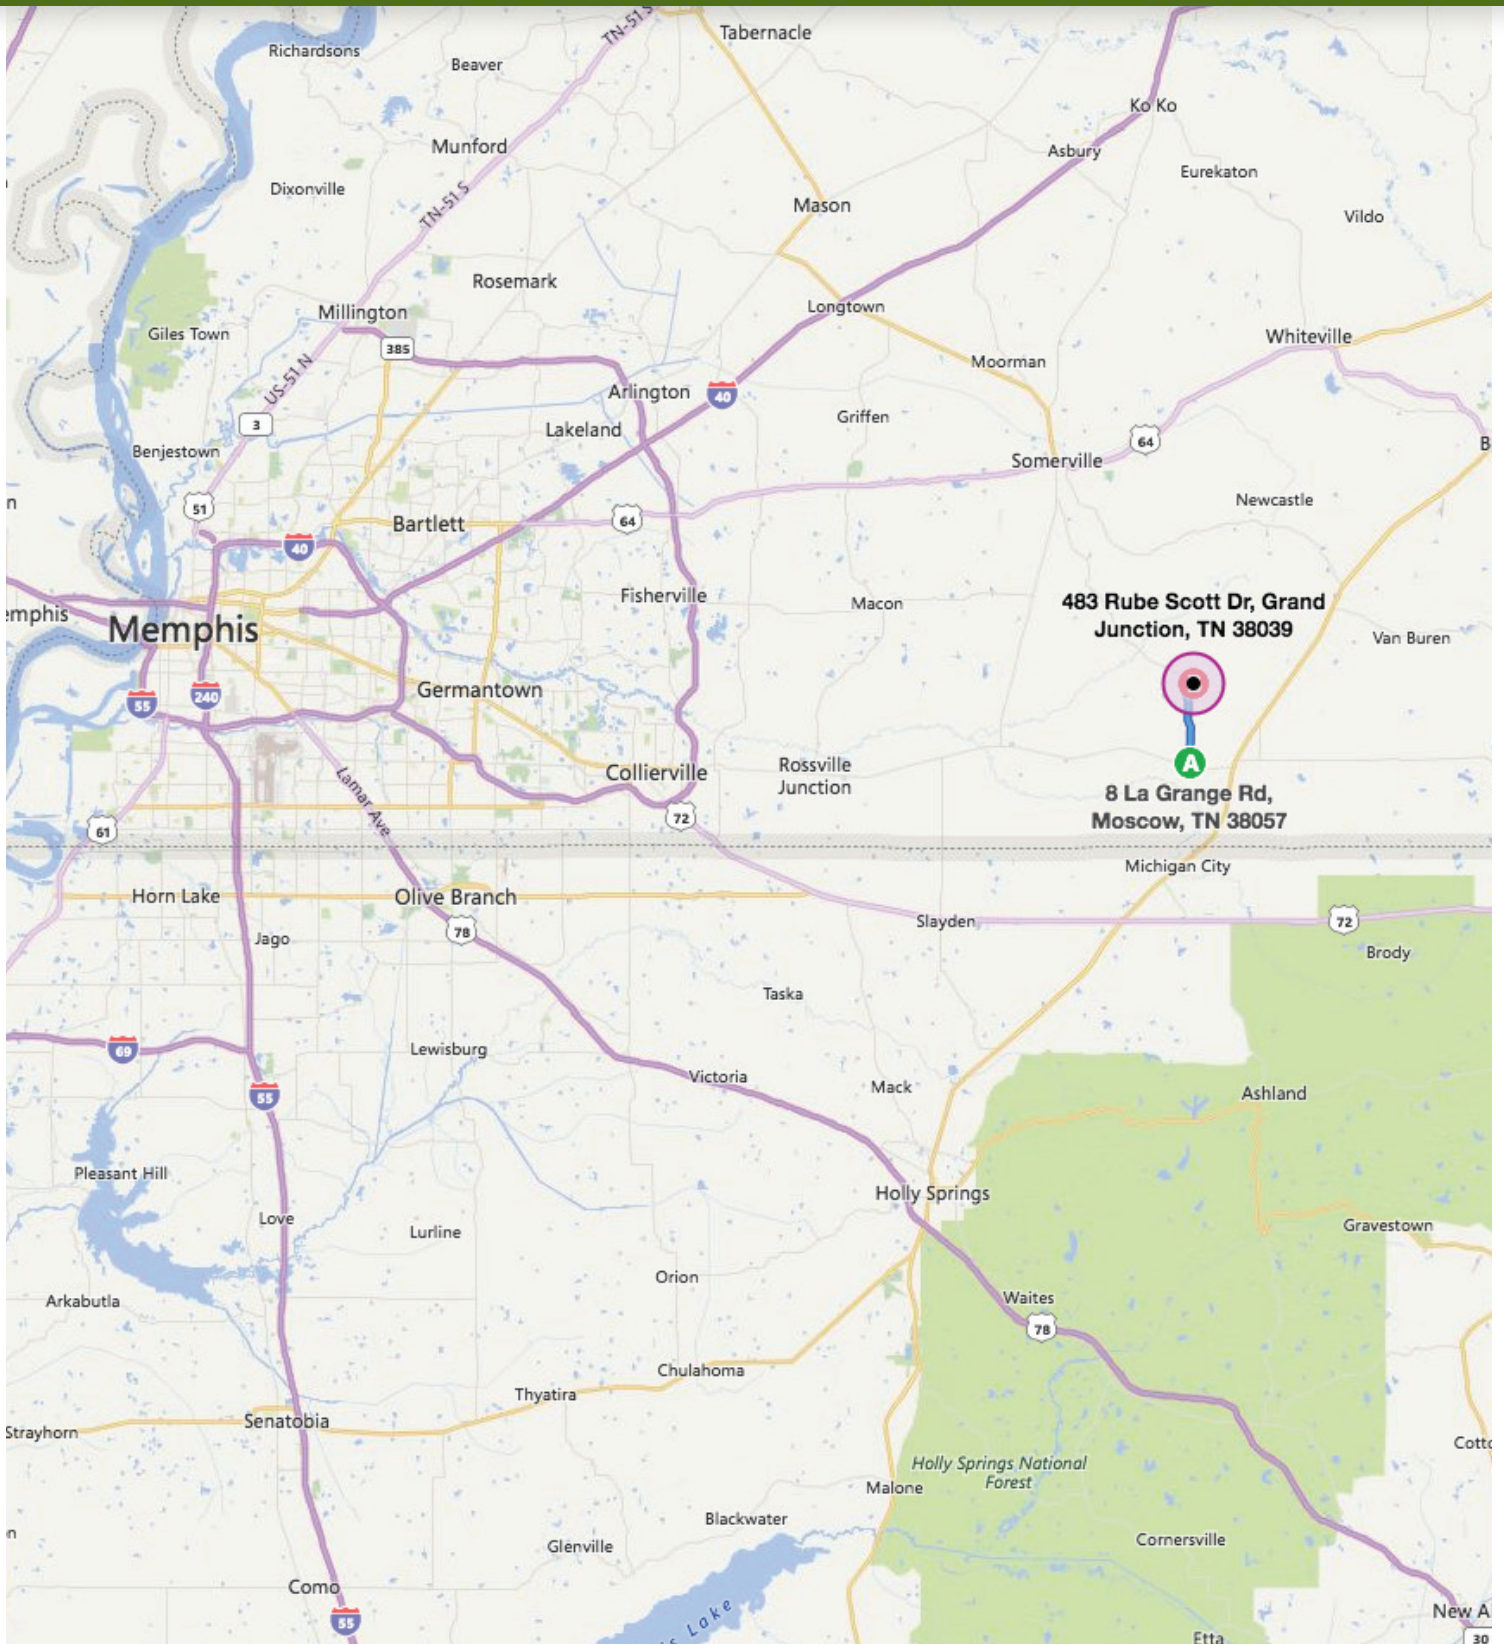 TN-51 S
Tabernacle
Richardsons
Beaver
Ko Ko
Munford
Asbury
Eurekaton
Dixonville
TN-51 S
Mason
Vildo
Rosemark
Millington
Longtown
Giles Town
Whiteville
385
Moorman
US-51 N
Arlington
40
Griffen
3
Lakeland
64
B
Benjestown
Somerville
n
51
Newcastle
Bartlett
64
40
Fisherville
Macon
483 Rube Scott Dr, Grand
Junction, TN 38039
emphis
Memphis
Van Buren
Germantown
55
240
A
Rossville
Junction
Collierville
Lamar Ave
8 La Grange Rd,
Moscow, TN 38057
72
61
Michigan City
Horn Lake
Olive Branch
Slayden
72
78
Jago
Brody
Taska
69
Lewisburg
Victoria
Mack
55
Ashland
Pleasant Hill
Holly Springs
Love
Lurline
Gravestown
Orion
Arkabutla
Waites
78
Chulahoma
Thyatira
Senatobia
Strayhorn
Cotto
Holly Springs National
Forest
Malone
Blackwater
n
Glenville
Cornersville
Como
55
s Lake
New A
30
Etta